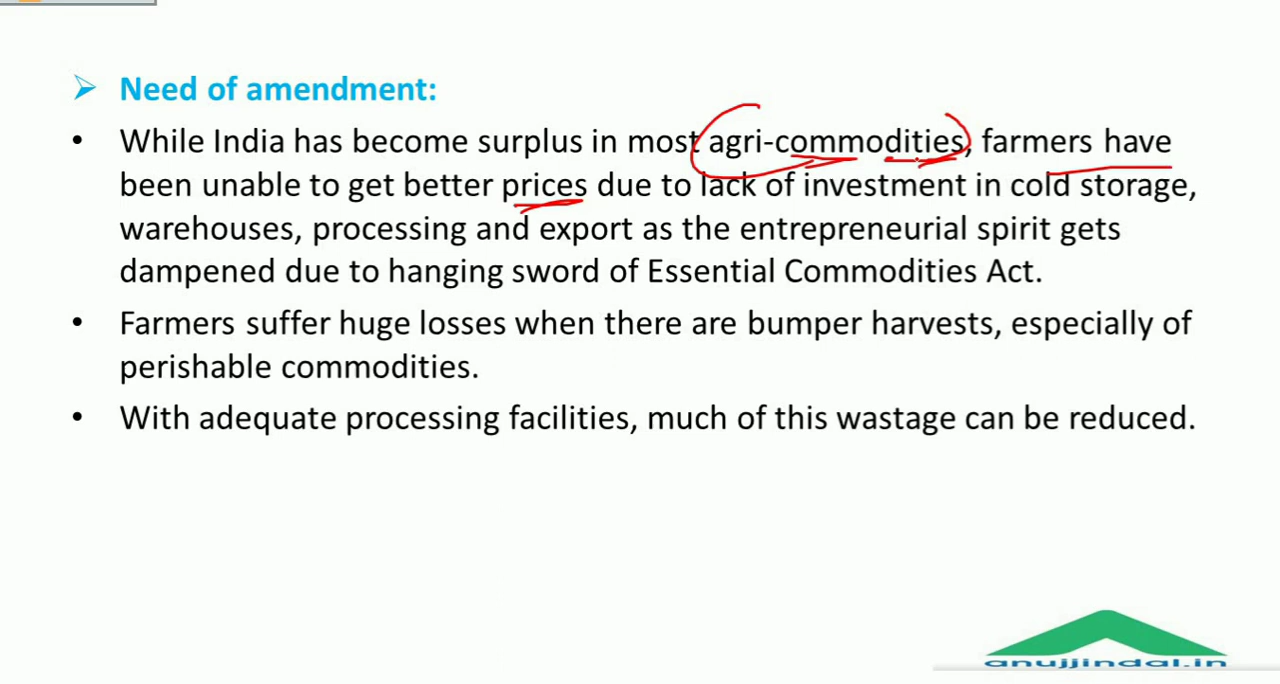 Need of amendment:
• While India has become surplus in most agri-commodities, farmers have
been unable to get better prices due to lack of investment in cold storage,
warehouses, processing and export as the entrepreneurial spirit gets
dampened due to hanging sword of Essential Commodities Act.
• Farmers suffer huge losses when there are bumper harvests, especially of
perishable commodities.
• With adequate processing facilities, much of this wastage can be reduced.
anujjindal.in